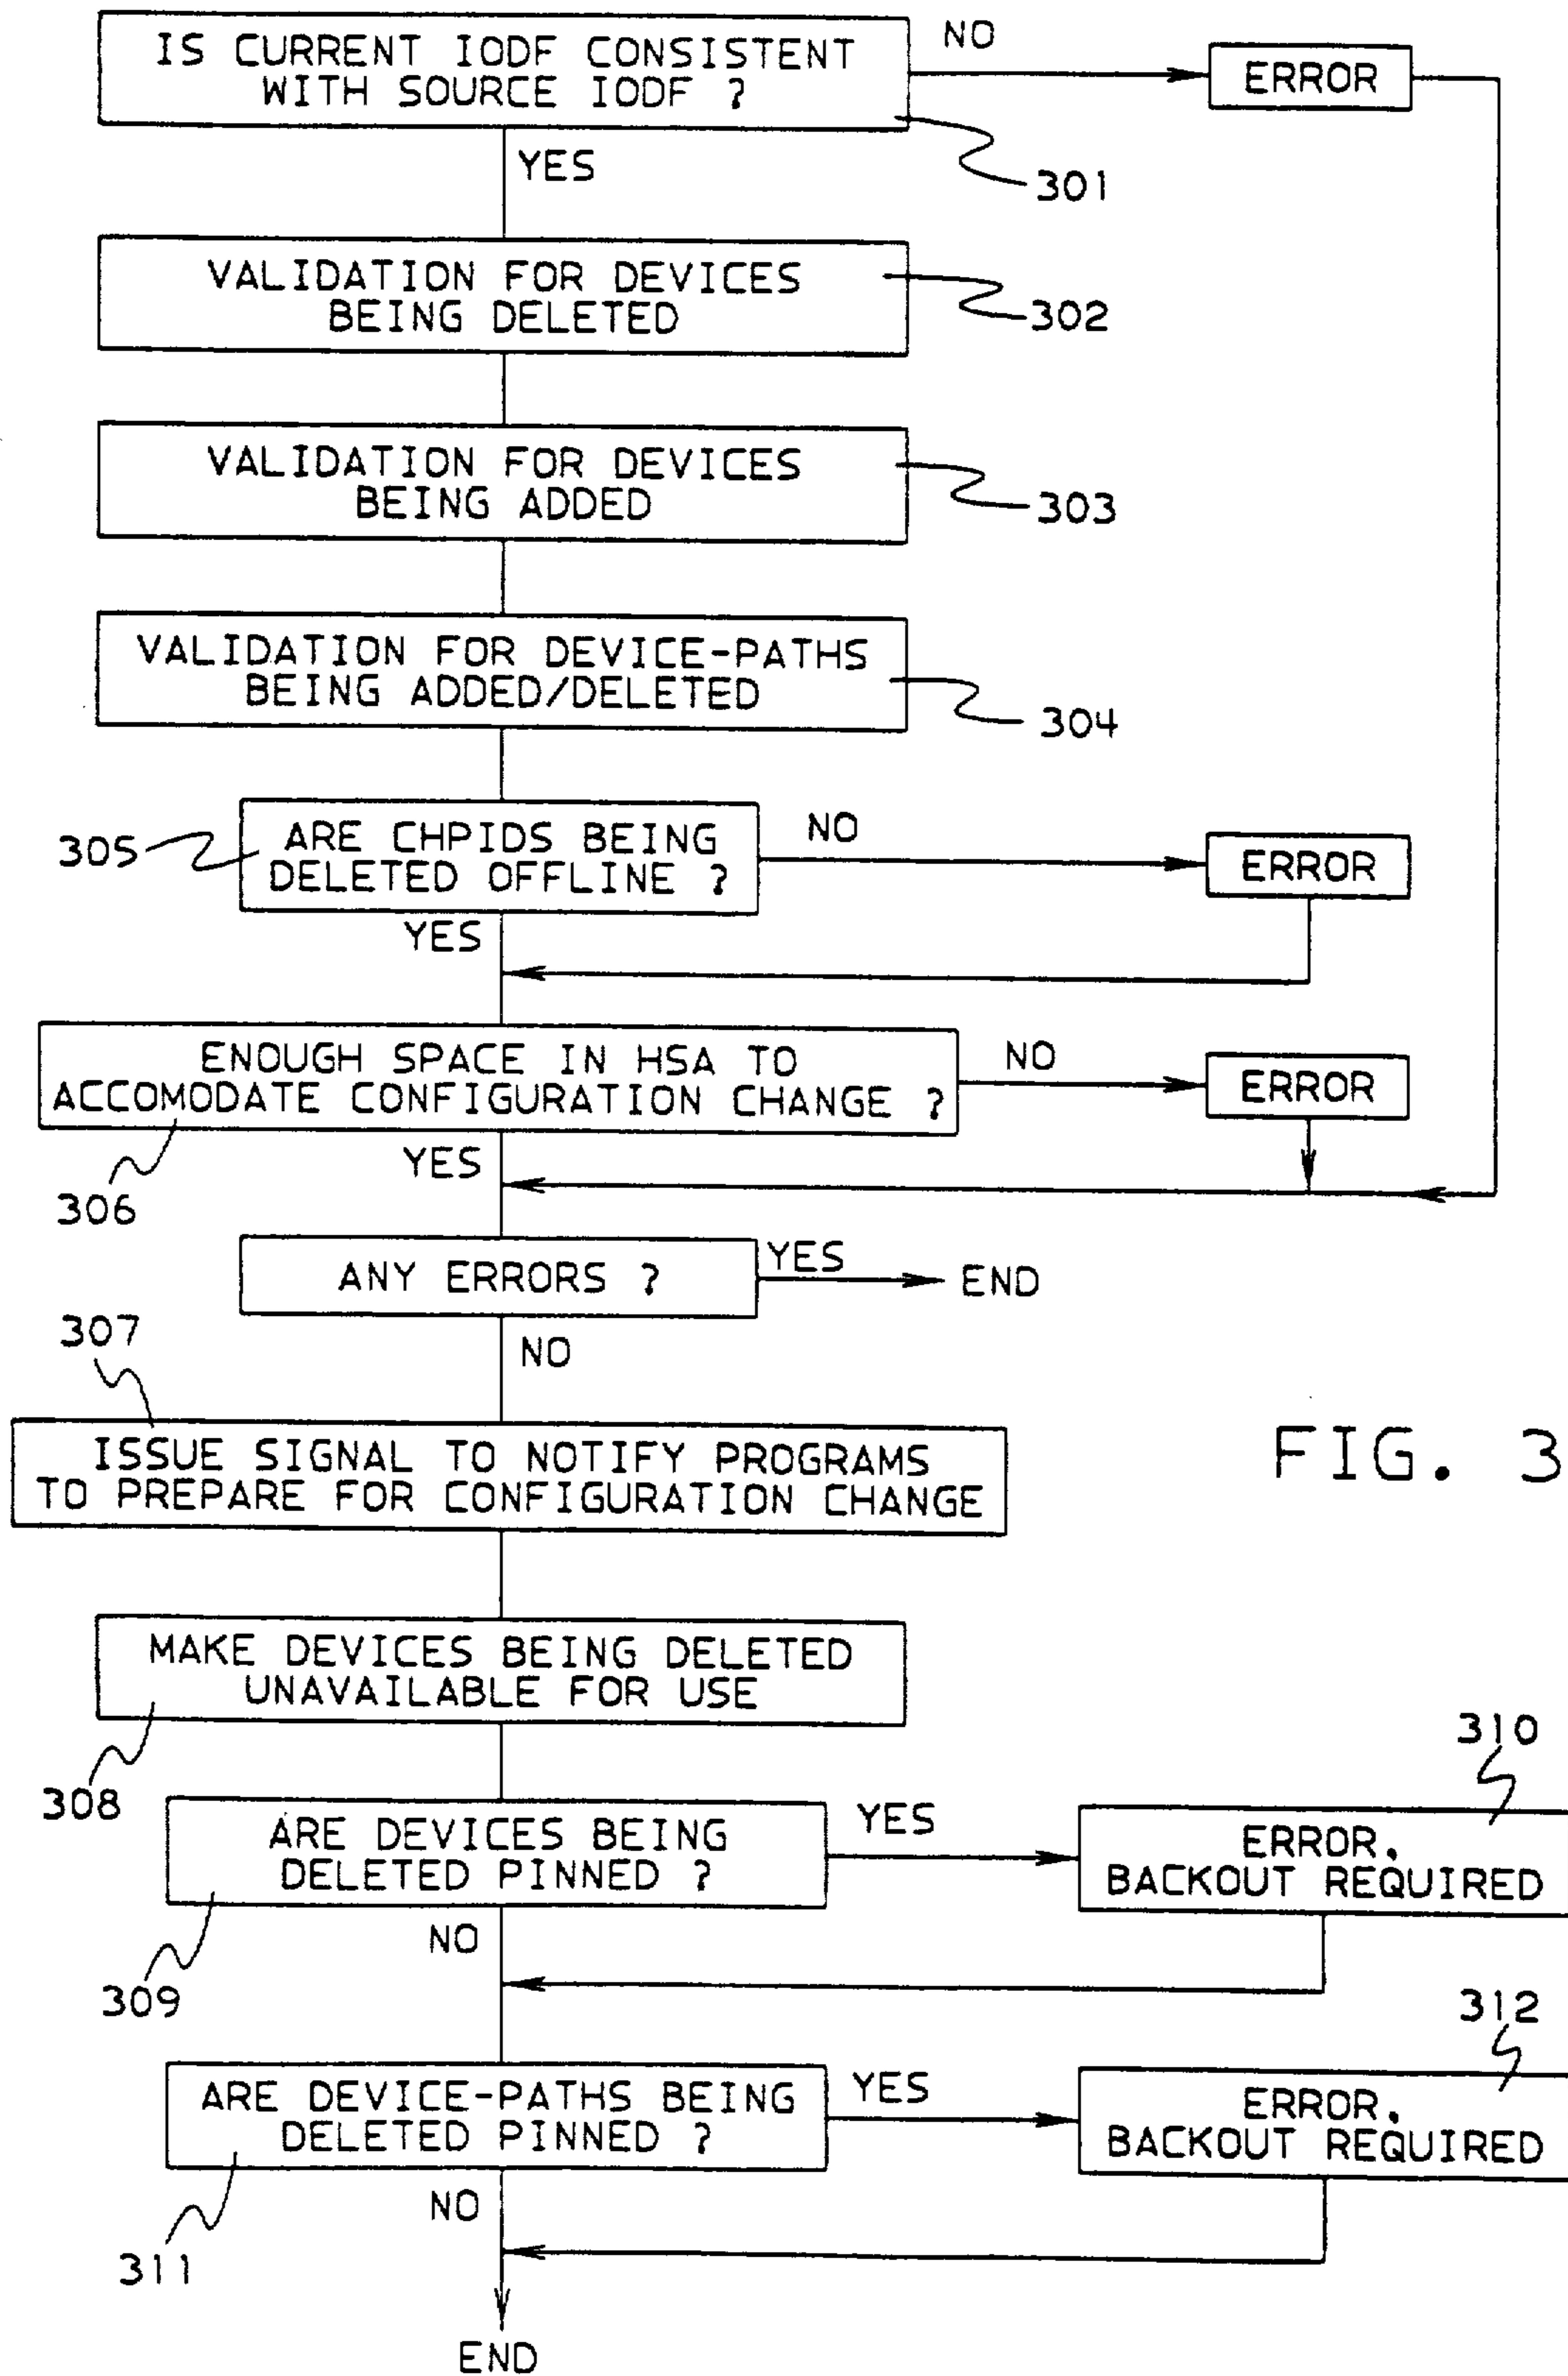 IS CURRENT IODF CONSISTENT
WITH SOURCE IODF ?
NO
ERROR
YES
301
VALIDATION FOR DEVICES
BEING DELETED
302
VALIDATION FOR DEVICES
BEING ADDED
303
VALIDATION FOR DEVICE-PATHS
BEING ADDED/DELETED
304
305
ARE CHPIDS BEING
DELETED OFFLINE ?
NO
ERROR
YES
ENOUGH SPACE IN HSA TO
ACCOMODATE CONFIGURATION CHANGE ?
NO
ERROR
YES
306
ANY ERRORS ?
YES
END
307
NO
ISSUE SIGNAL TO NOTIFY PROGRAMS
TO PREPARE FOR CONFIGURATION CHANGE
FIG. 3
MAKE DEVICES BEING DELETED
UNAVAILABLE FOR USE
308
310
ARE DEVICES BEING
DELETED PINNED ?
YES
ERROR.
BACKOUT REQUIRED
NO
309
312
ARE DEVICE-PATHS BEING
DELETED PINNED ?
YES
ERROR.
BACKOUT REQUIRED
NO
311
END